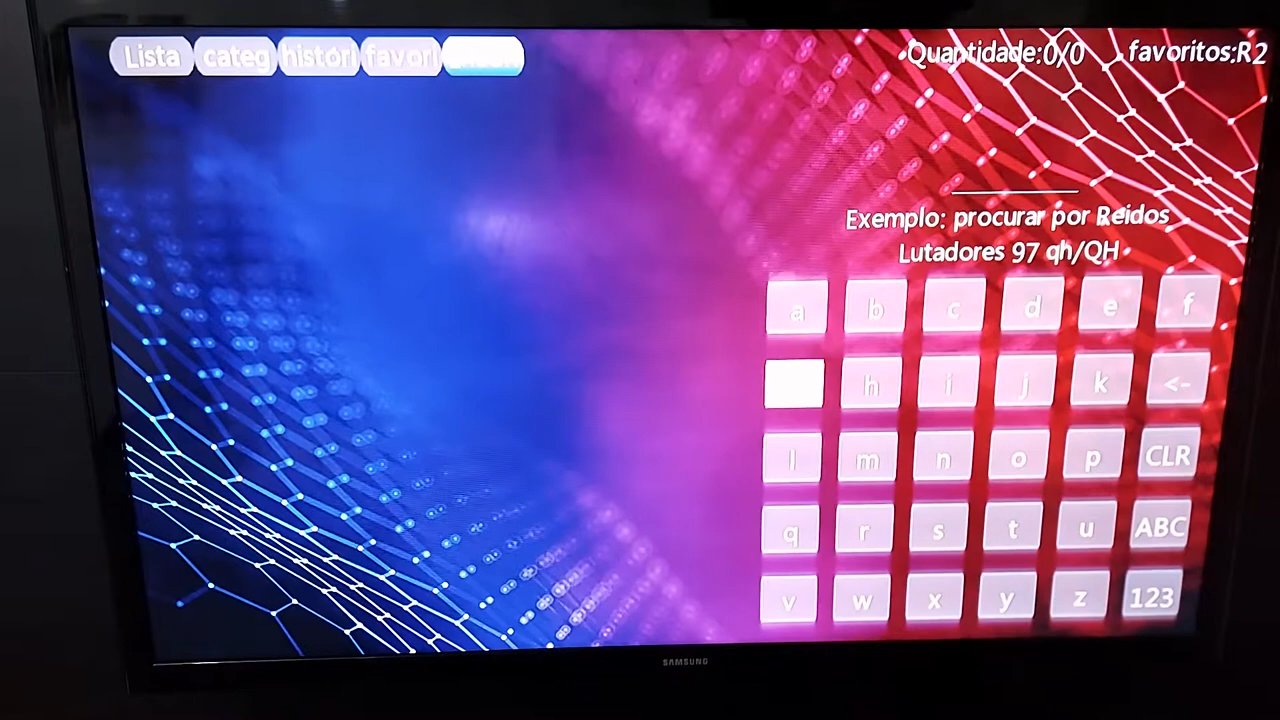 Lista categ histori favori
Quantidade:0/0 favoritos:R2
Exemplo: procurar por Reidos
Lutadores 97 qh/QH
a b c d e f
h i j k <-
l m n o p CLR
q r s t u ABC
v w x y z 123
SAMSUNG